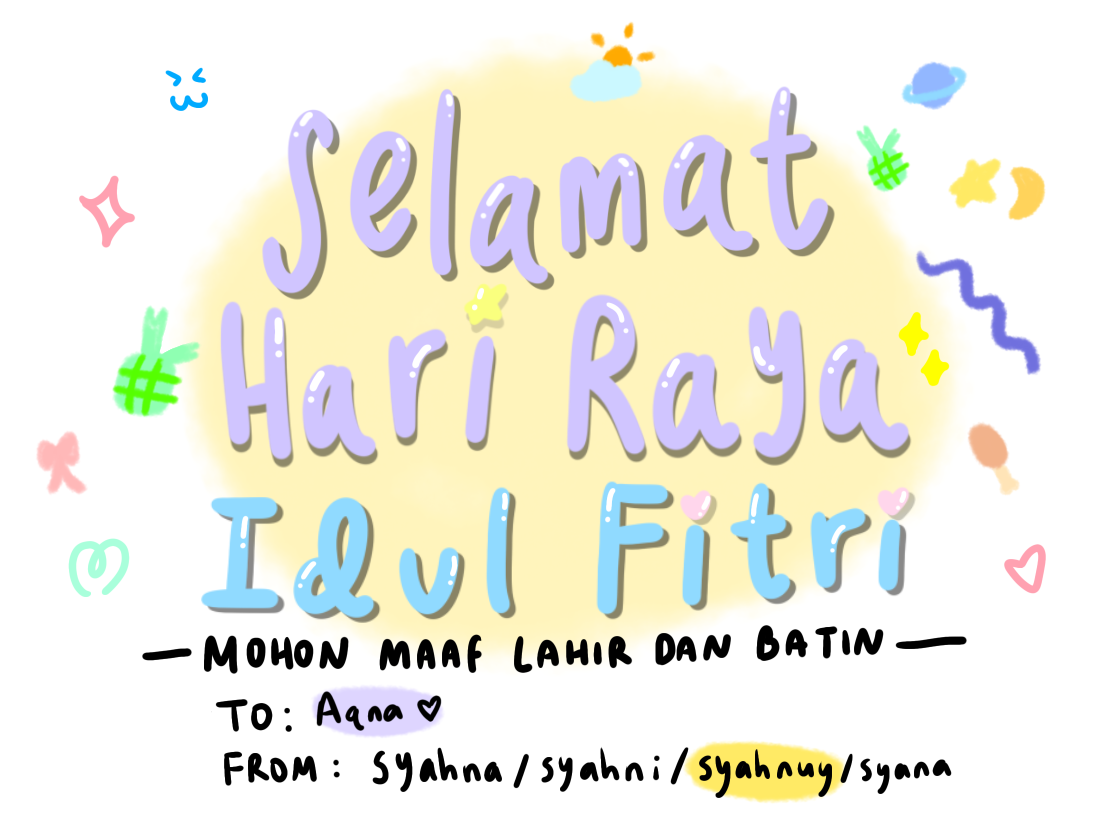 Selamat
Hari Raya
Idul Fitri
— MOHON MAAF LAHIR DAN BATIN —
TO: Aqna ♡
FROM: Syahna / syahni / syahnuy / syana